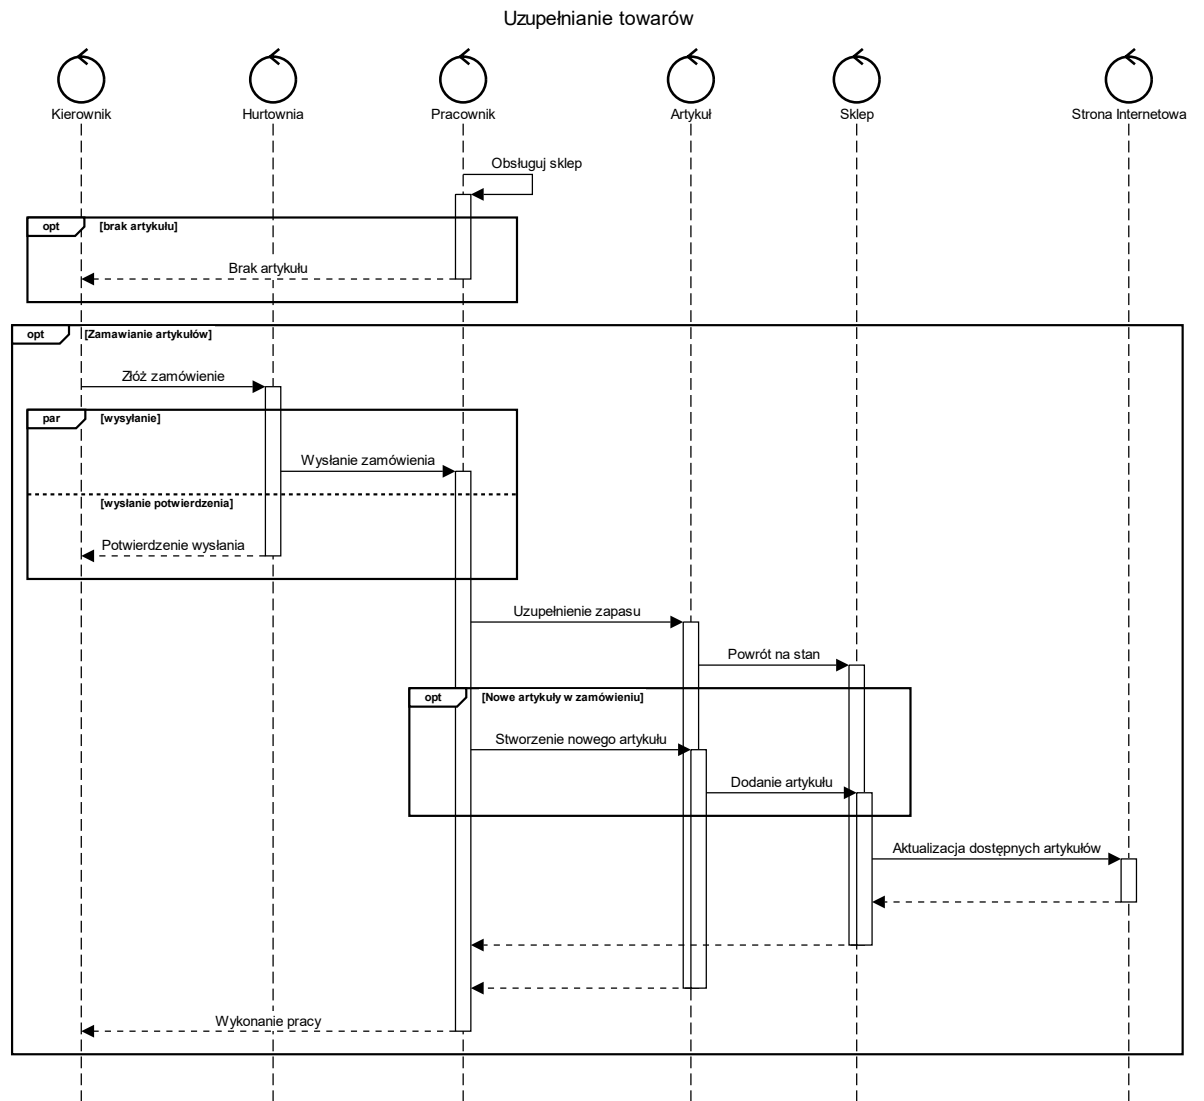 Uzupełnianie towarów
Kierownik
Hurtownia
Pracownik
Artykuł
Sklep
Strona Internetowa
Obsługuj sklep
opt
[brak artykułu]
Brak artykułu
opt
[Zamawianie artykułów]
Złóż zamówienie
par
[wysyłanie]
Wysłanie zamówienia
[wysłanie potwierdzenia]
Potwierdzenie wysłania
Uzupełnienie zapasu
Powrót na stan
opt
[Nowe artykuły w zamówieniu]
Stworzenie nowego artykułu
Dodanie artykułu
Aktualizacja dostępnych artykułów
Wykonanie pracy